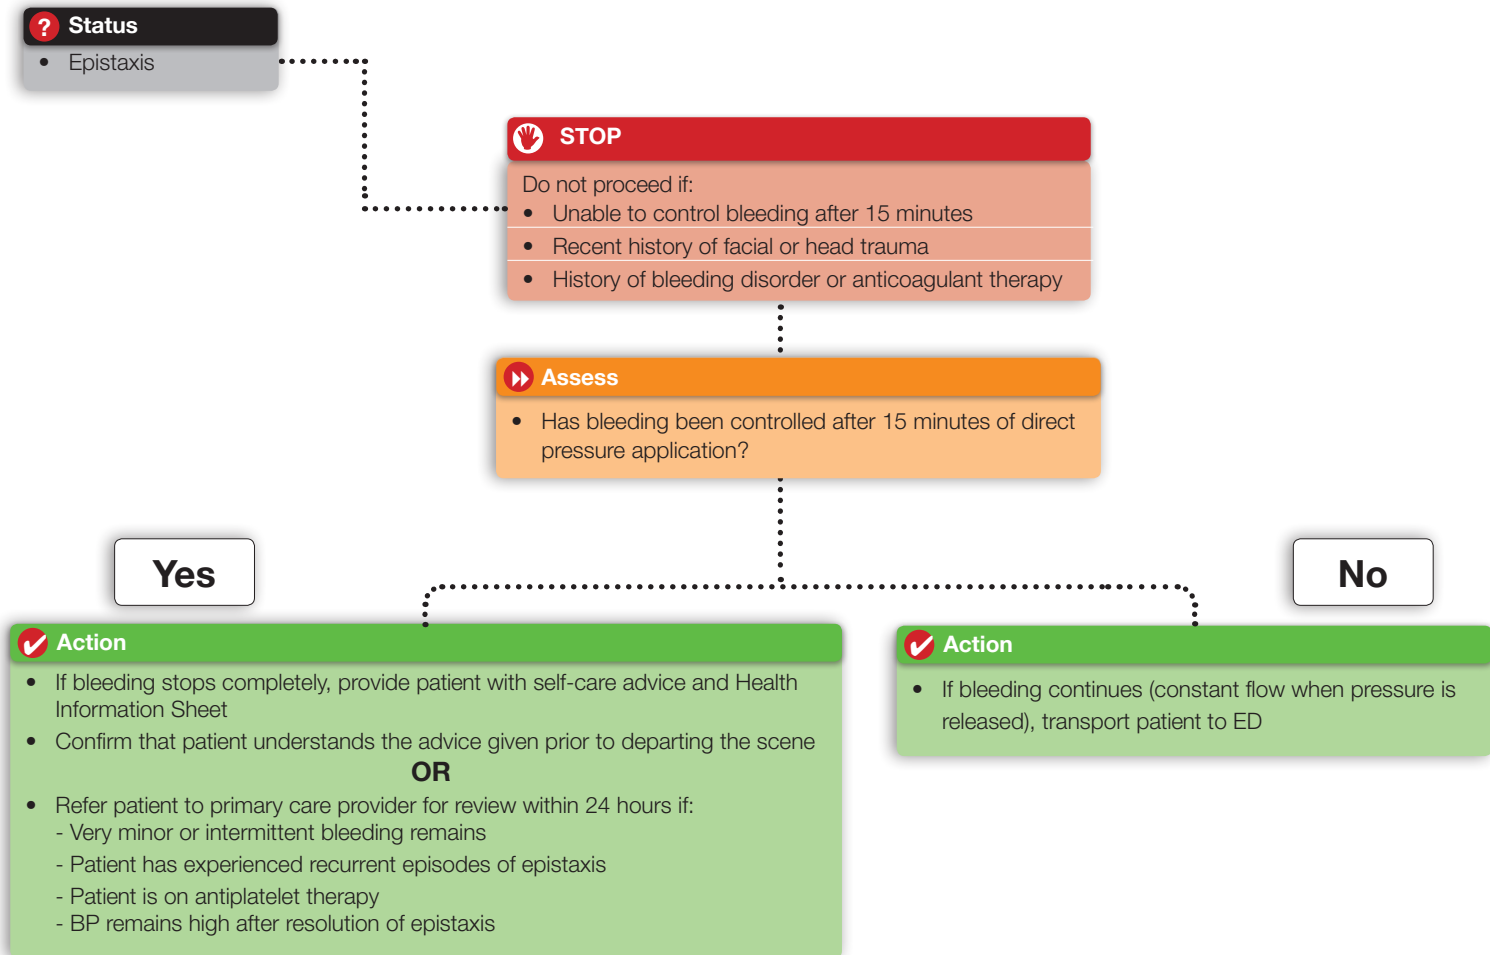 ? Status
• Epistaxis
STOP
Do not proceed if:
• Unable to control bleeding after 15 minutes
• Recent history of facial or head trauma
• History of bleeding disorder or anticoagulant therapy
Assess
• Has bleeding been controlled after 15 minutes of direct
pressure application?
Yes
No
Action
• If bleeding stops completely, provide patient with self-care advice and Health
Information Sheet
• Confirm that patient understands the advice given prior to departing the scene
OR
• Refer patient to primary care provider for review within 24 hours if:
- Very minor or intermittent bleeding remains
- Patient has experienced recurrent episodes of epistaxis
- Patient is on antiplatelet therapy
- BP remains high after resolution of epistaxis
Action
• If bleeding continues (constant flow when pressure is
released), transport patient to ED